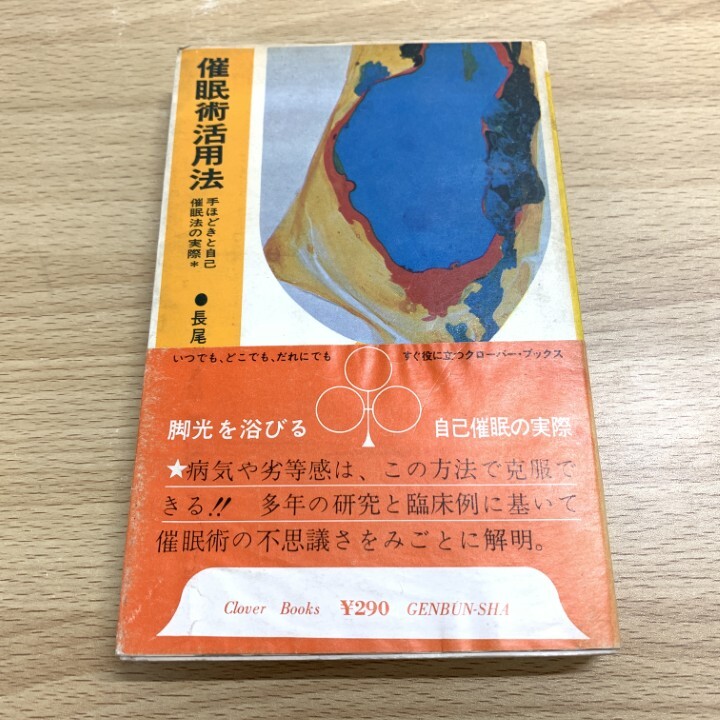 催眠術活用法
手ほどきと自己
催眠法の実際*
●長尾
いつでも、どこでも、だれにでも
すぐ役に立つクローバー・ブックス
脚光を浴びる
自己催眠の実際
★病気や劣等感は、この方法で克服で
きる!! 多年の研究と臨床例に基いて
催眠術の不思議さをみごとに解明。
Clover Books ¥290 GENBUN-SHA